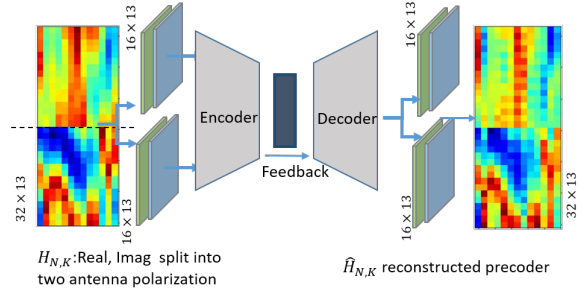 16 × 13
16 × 13
32 × 13
Encoder
Decoder
Feedback
16 × 13
16 × 13
32 × 13
H_{N,K}:Real, Imag split into
two antenna polarization
Ĥ_{N,K} reconstructed precoder